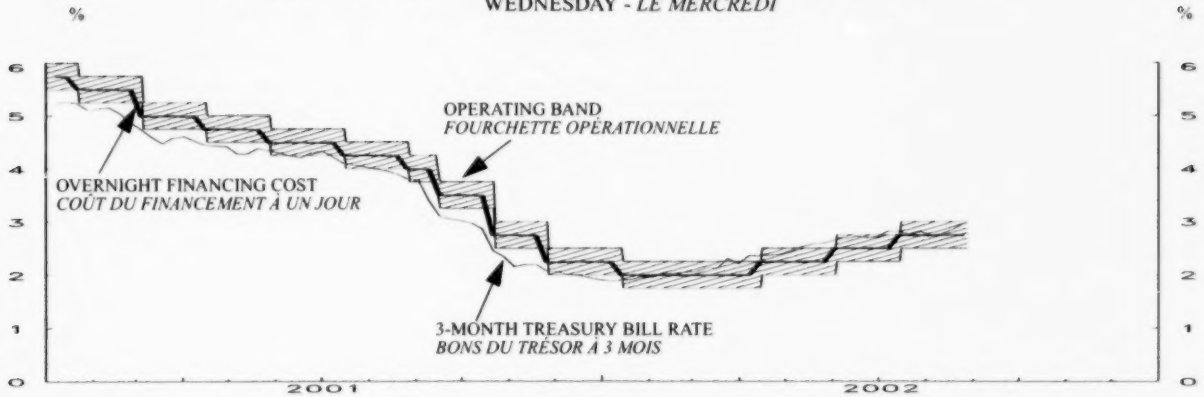 WEDNESDAY - LE MERCREDI
% %
6 6
5 5
OPERATING BAND
FOURCHETTE OPÉRATIONNELLE
4 4
OVERNIGHT FINANCING COST
COÛT DU FINANCEMENT À UN JOUR
3 3
2 2
3-MONTH TREASURY BILL RATE
BONS DU TRÉSOR À 3 MOIS
1 1
0 0
2001 2002